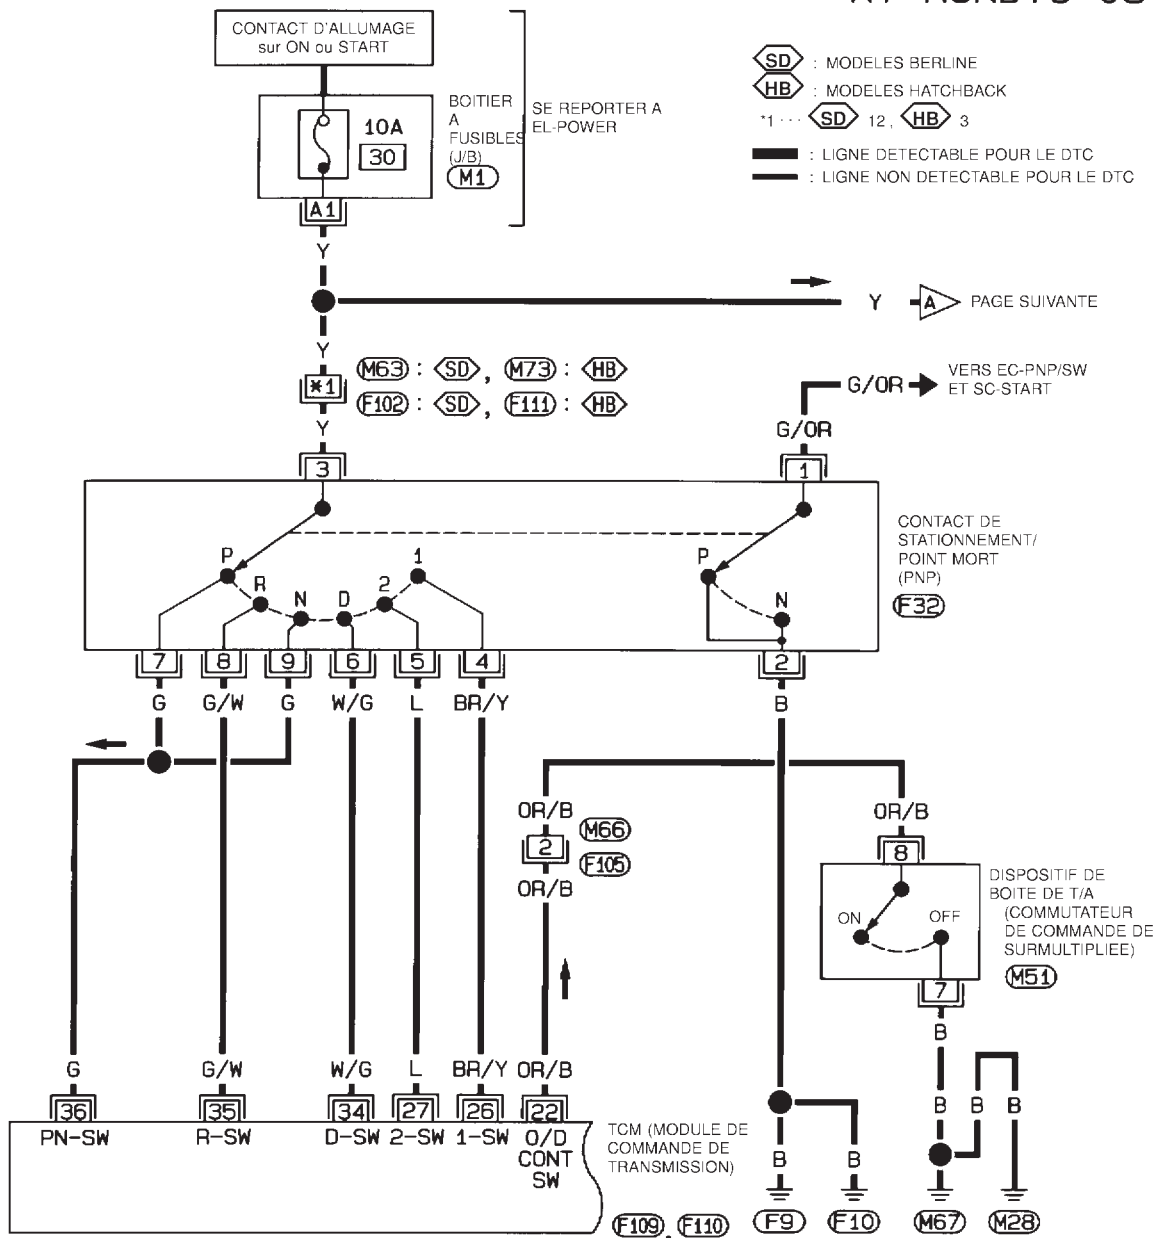 CONTACT D'ALLUMAGE
sur ON ou START
SD : MODELES BERLINE
HB : MODELES HATCHBACK
*1 ··· SD 12, HB 3
: LIGNE DETECTABLE POUR LE DTC
: LIGNE NON DETECTABLE POUR LE DTC
10A
30
BOITIER
A
FUSIBLES
(J/B)
M1
SE REPORTER A
EL-POWER
A1
Y
Y A PAGE SUIVANTE
Y
*1
M63 : SD, M73 : HB
F102 : SD, F111 : HB
Y
G/OR
VERS EC-PNP/SW
ET SC-START
G/OR
3
1
CONTACT DE
STATIONNEMENT/
POINT MORT
(PNP)
F32
P R N D 2 1
P N
7 8 9 6 5 4 2
G G/W G W/G L BR/Y B
OR/B
2
M66
F105
OR/B
OR/B
8
ON OFF
DISPOSITIF DE
BOITE DE T/A
(COMMUTATEUR
DE COMMANDE DE
SURMULTIPLIEE)
M51
7
B
G G/W W/G L BR/Y OR/B
36 35 34 27 26 22
PN-SW R-SW D-SW 2-SW 1-SW O/D
CONT
SW
TCM (MODULE DE
COMMANDE DE
TRANSMISSION)
F109, F110
B B B
B B
F9 F10 M67 M28